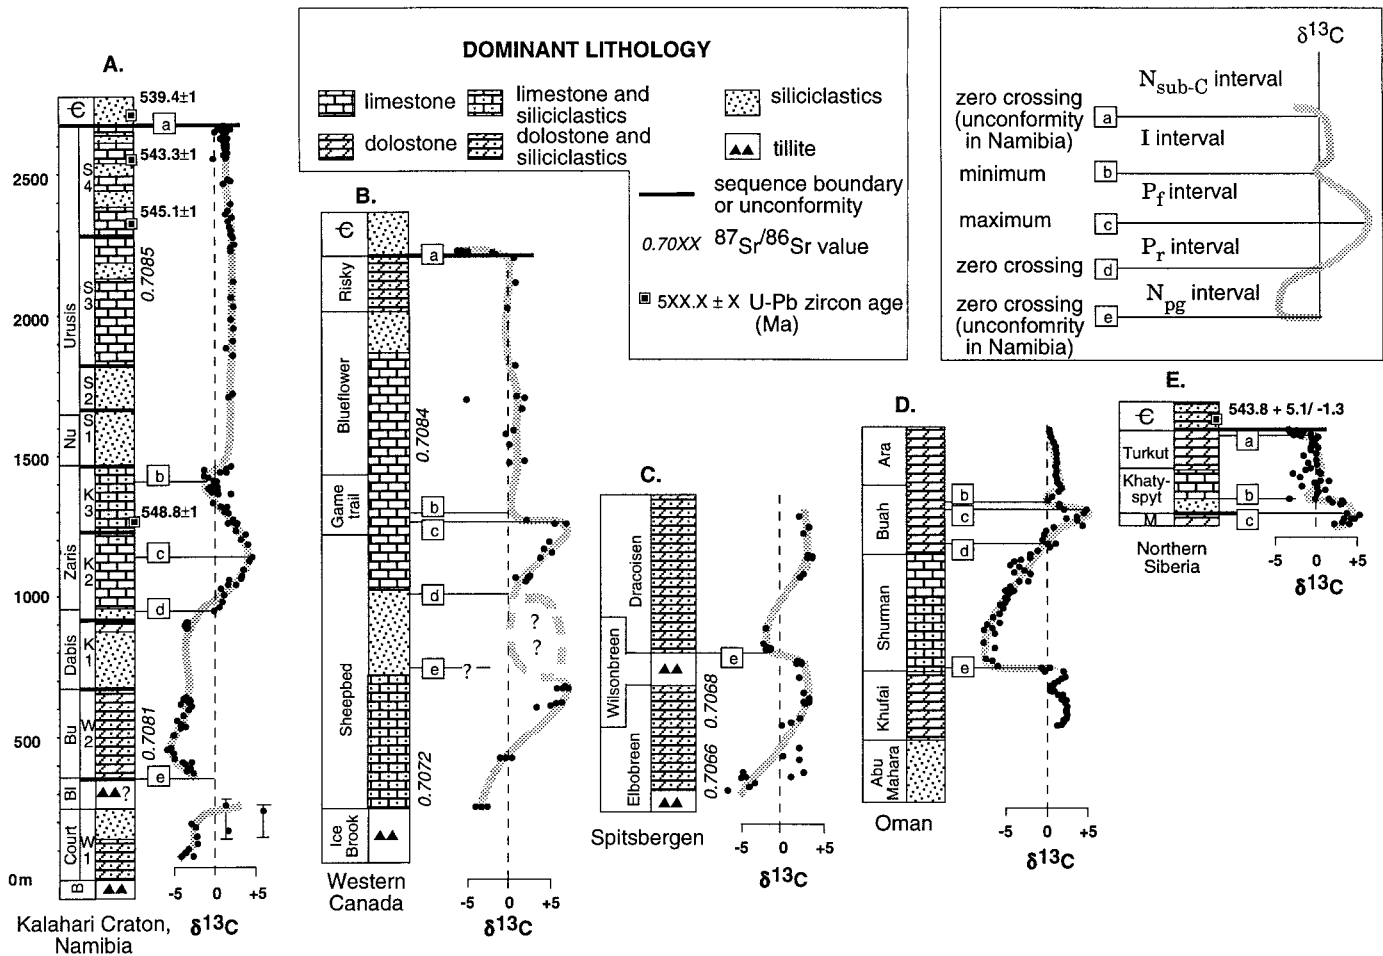 A.
Є
539.4±1
a
543.3±1
545.1±1
0.7085
548.8±1
0.7081
2500
2000
1500
1000
500
0m
Urusis
Nu
Zaris
Dabis
Bu
Bl
Court
B
S
4
S
3
S
2
S
1
K
3
K
2
K
1
W
2
W
1
b
c
d
e
?
-5 0 +5
δ13C
Kalahari Craton,
Namibia
DOMINANT LITHOLOGY
limestone
limestone and
siliciclastics
siliciclastics
dolostone
dolostone and
siliciclastics
tillite
sequence boundary
or unconformity
0.70XX 87Sr/86Sr value
5XX.X ± X U-Pb zircon age
(Ma)
δ13C
Nsub-C interval
zero crossing
(unconformity
in Namibia)
a
I interval
minimum
b
Pf interval
maximum
c
Pr interval
zero crossing
d
Npg interval
zero crossing
(unconfomrity
in Namibia)
e
B.
Є
a
Risky
Blueflower
0.7084
Game
trail
b
c
d
?
?
e
?
Sheepbed
0.7072
Ice
Brook
-5 0 +5
δ13C
Western
Canada
C.
Dracoisen
Wilsonbreen
Elbobreen
e
0.7068
0.7066
-5 0 +5
δ13C
Spitsbergen
D.
Ara
Buah
Shurman
Khufai
Abu
Mahara
b
c
d
e
-5 0 +5
δ13C
Oman
E.
Є
543.8 + 5.1/ -1.3
a
Turkut
Khaty-
spyt
b
M
c
Northern
Siberia
-5 0 +5
δ13C